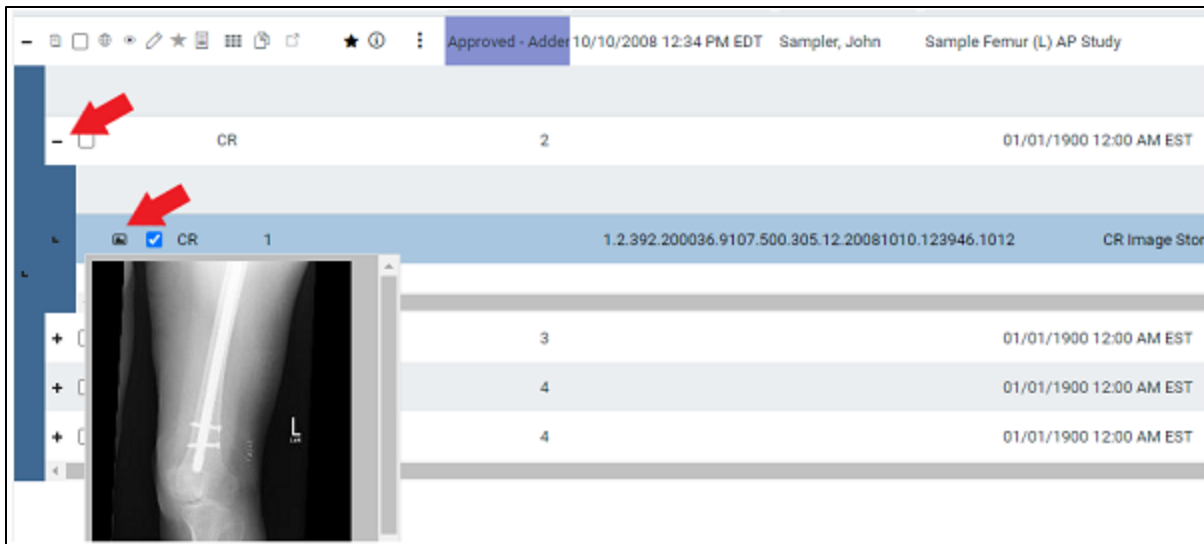 Approved - Adder 10/10/2008 12:34 PM EDT Sampler, John Sample Femur (L) AP Study
CR 2 01/01/1900 12:00 AM EST
CR 1 1.2.392.200036.9107.500.305.12.20081010.123946.1012 CR Image Stor
L
3 01/01/1900 12:00 AM EST
4 01/01/1900 12:00 AM EST
4 01/01/1900 12:00 AM EST